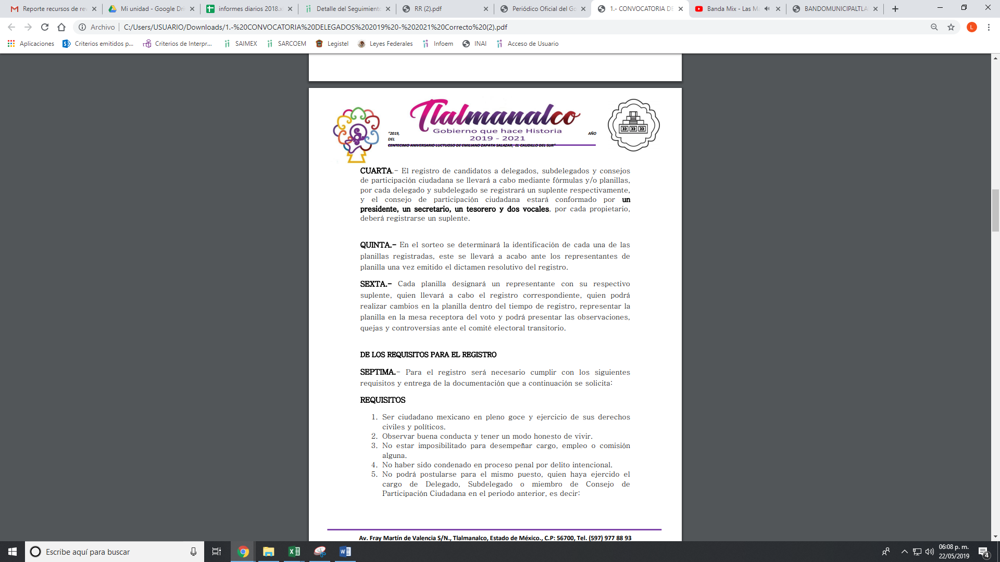 Reporte recursos de re
Mi unidad - Google Dri
informes diarios 2018.x
Detalle del Seguimiento
RR (2).pdf
Periódico Oficial del Go
1.- CONVOCATORIA DE
Banda Mix - Las M
BANDOMUNICIPALTLA
Archivo
C:/Users/USUARIO/Downloads/1.-%20CONVOCATORIA%20DELEGADOS%202019%20-%202021%20Correcto%20(2).pdf
L
Aplicaciones
Criterios emitidos p...
Criterios de Interpr...
SAIMEX
SARCOEM
Legistel
Leyes Federales
Infoem
INAI
Acceso de Usuario
Tlalmanalco
Gobierno que hace Historia
2019 - 2021
"2019, AÑO
DEL
CENTECIMO ANIVERSARIO LUCTUOSO DE EMILIANO ZAPATA SALAZAR, EL CAUDILLO DEL SUR"
CUARTA.- El registro de candidatos a delegados, subdelegados y consejos
de participación ciudadana se llevará a cabo mediante fórmulas y/o planillas,
por cada delegado y subdelegado se registrará un suplente respectivamente,
y el consejo de participación ciudadana estará conformado por un
presidente, un secretario, un tesorero y dos vocales, por cada propietario,
deberá registrarse un suplente.
QUINTA.- En el sorteo se determinará la identificación de cada una de las
planillas registradas, este se llevará a acabo ante los representantes de
planilla una vez emitido el dictamen resolutivo del registro.
SEXTA.- Cada planilla designará un representante con su respectivo
suplente, quien llevará a cabo el registro correspondiente, quien podrá
realizar cambios en la planilla dentro del tiempo de registro, representar la
planilla en la mesa receptora del voto y podrá presentar las observaciones,
quejas y controversias ante el comité electoral transitorio.
DE LOS REQUISITOS PARA EL REGISTRO
SEPTIMA.- Para el registro será necesario cumplir con los siguientes
requisitos y entrega de la documentación que a continuación se solicita:
REQUISITOS
1. Ser ciudadano mexicano en pleno goce y ejercicio de sus derechos
civiles y políticos.
2. Observar buena conducta y tener un modo honesto de vivir.
3. No estar imposibilitado para desempeñar cargo, empleo o comisión
alguna.
4. No haber sido condenado en proceso penal por delito intencional.
5. No podrá postularse para el mismo puesto, quien haya ejercido el
cargo de Delegado, Subdelegado o miembro de Consejo de
Participación Ciudadana en el periodo anterior, es decir:
Av. Fray Martín de Valencia S/N., Tlalmanalco, Estado de México., C.P: 56700, Tel. (597) 977 88 93
Escribe aquí para buscar
06:08 p. m.
22/05/2019
4